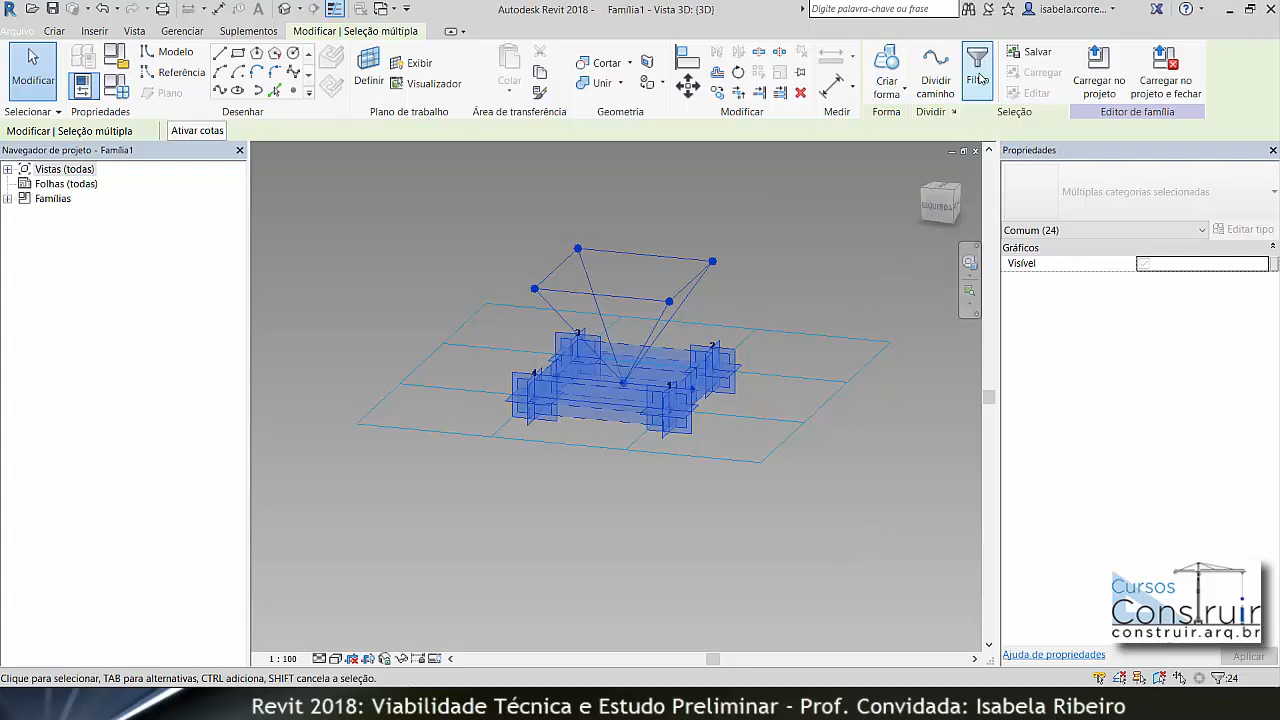 Autodesk Revit 2018 - Família1 - Vista 3D: {3D}
Digite palavra-chave ou frase
isabela.rcorre...
Arquivo Criar Inserir Vista Gerenciar Suplementos Modificar | Seleção múltipla
Modificar
Modelo
Referência
Plano
Definir
Exibir
Visualizador
Colar
Cortar
Unir
Criar forma
Dividir caminho
Filtro
Salvar
Carregar
Editar
Carregar no projeto
Carregar no projeto e fechar
Selecionar Propriedades Desenhar Plano de trabalho Área de transferência Geometria Modificar Medir Forma Dividir Seleção Editor de família
Modificar | Seleção múltipla Ativar cotas
Navegador de projeto - Família1
Vistas (todas)
Folhas (todas)
Famílias
ESQUERDA
3
2
4
1
Propriedades
Múltiplas categorias selecionadas
Comum (24) Editar tipo
Gráficos
Visível
Cursos
Construir
construir.arq.br
Ajuda de propriedades Aplicar
1 : 100
Clique para selecionar, TAB para alternativas, CTRL adiciona, SHIFT cancela a seleção.
:24
Revit 2018: Viabilidade Técnica e Estudo Preliminar - Prof. Convidada: Isabela Ribeiro